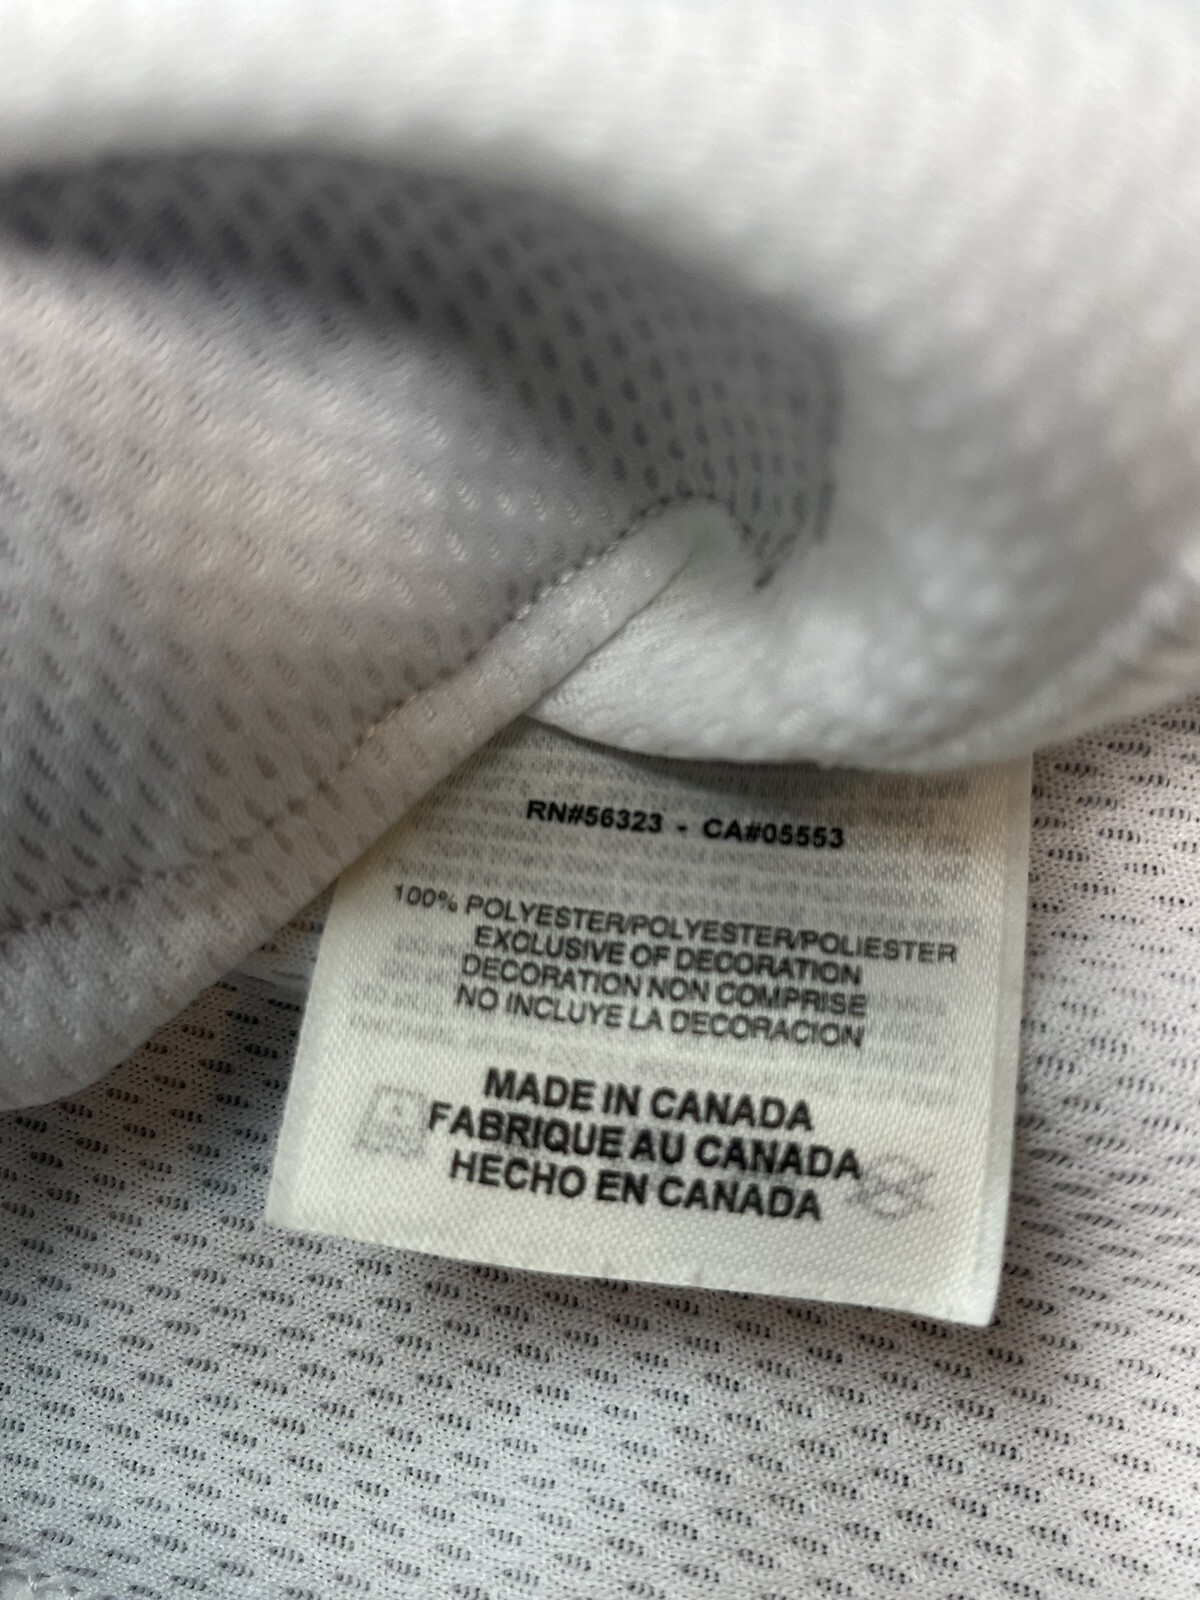 RN#56323 - CA#05553
100% POLYESTER/POLYESTER/POLIESTER
EXCLUSIVE OF DECORATION
DECORATION NON COMPRISE
NO INCLUYE LA DECORACION
MADE IN CANADA
FABRIQUE AU CANADA
HECHO EN CANADA